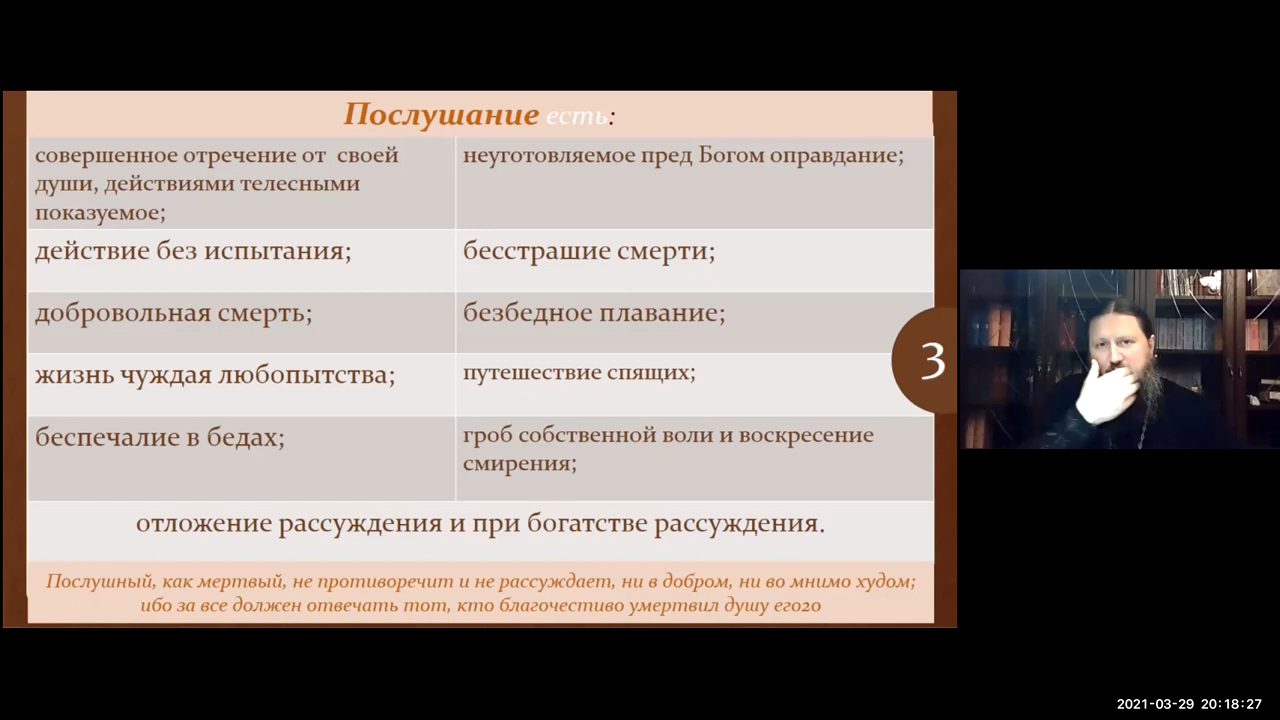 Послушание есть:
совершенное отречение от своей
души, действиями телесными
показуемое;
неуготовляемое пред Богом оправдание;
действие без испытания;
бесстрашие смерти;
добровольная смерть;
безбедное плавание;
жизнь чуждая любопытства;
путешествие спящих;
беспечалие в бедах;
гроб собственной воли и воскресение
смирения;
отложение рассуждения и при богатстве рассуждения.
Послушный, как мертвый, не противоречит и не рассуждает, ни в добром, ни во мнимо худом;
ибо за все должен отвечать тот, кто благочестиво умертвил душу его20
3
2021-03-29 20:18:27